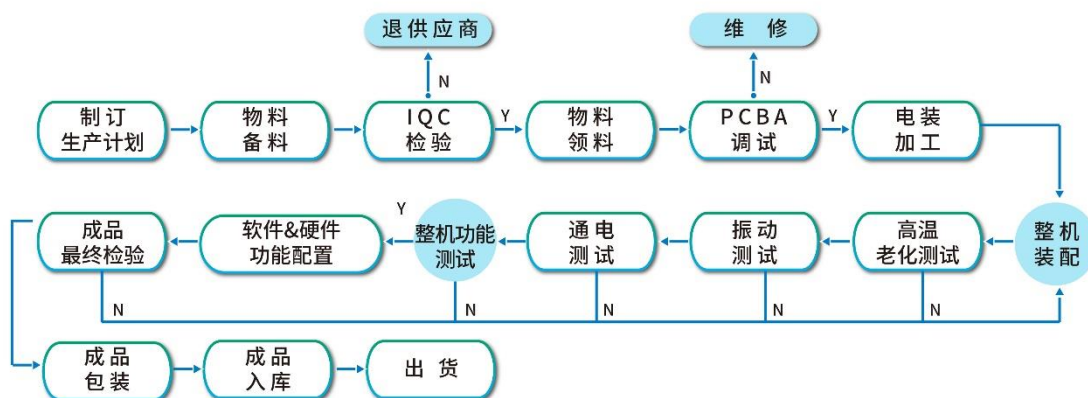 退供应商
维 修
N
N
制 订
生产计划
物 料
备 料
IQC
检 验
Y
物 料
领 料
PCBA
调 试
Y
电 装
加 工
成 品
最终检验
软件&硬件
功能配置
Y
整机功能
测试
通 电
测 试
振 动
测 试
高 温
老化测试
整 机
装 配
N
N
N
N
N
成 品
包 装
成 品
入 库
出 货